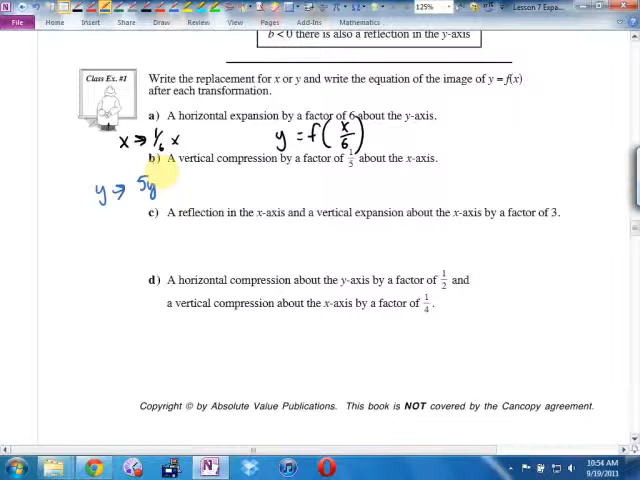 125%
Lesson 7 Expa...
File
Home
Insert
Share
Draw
Review
View
Add-Ins
Mathematics
b < 0 there is also a reflection in the y-axis
Class Ex. #1
Write the replacement for x or y and write the equation of the image of y = f(x)
after each transformation.
a) A horizontal expansion by a factor of 6 about the y-axis.
x → 1/6 x
y = f(x/6)
b) A vertical compression by a factor of 1/5 about the x-axis.
y → 5y
c) A reflection in the x-axis and a vertical expansion about the x-axis by a factor of 3.
d) A horizontal compression about the y-axis by a factor of 1/2 and
a vertical compression about the x-axis by a factor of 1/4.
Copyright © by Absolute Value Publications. This book is NOT covered by the Cancopy agreement.
10:54 AM
9/19/2011